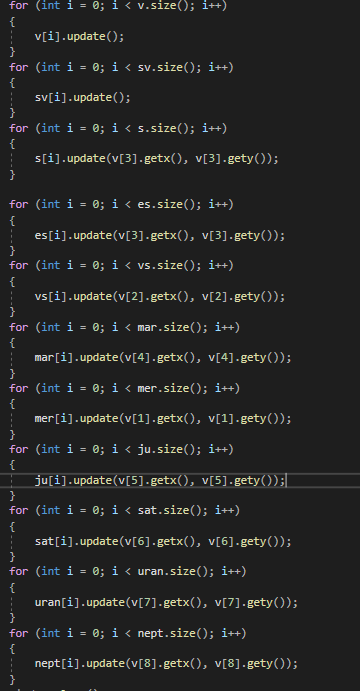 for (int i = 0; i < v.size(); i++)
{
v[i].update();
}
for (int i = 0; i < sv.size(); i++)
{
sv[i].update();
}
for (int i = 0; i < s.size(); i++)
{
s[i].update(v[3].getx(), v[3].gety());
}
for (int i = 0; i < es.size(); i++)
{
es[i].update(v[3].getx(), v[3].gety());
}
for (int i = 0; i < vs.size(); i++)
{
vs[i].update(v[2].getx(), v[2].gety());
}
for (int i = 0; i < mar.size(); i++)
{
mar[i].update(v[4].getx(), v[4].gety());
}
for (int i = 0; i < mer.size(); i++)
{
mer[i].update(v[1].getx(), v[1].gety());
}
for (int i = 0; i < ju.size(); i++)
{
ju[i].update(v[5].getx(), v[5].gety());
}
for (int i = 0; i < sat.size(); i++)
{
sat[i].update(v[6].getx(), v[6].gety());
}
for (int i = 0; i < uran.size(); i++)
{
uran[i].update(v[7].getx(), v[7].gety());
}
for (int i = 0; i < nept.size(); i++)
{
nept[i].update(v[8].getx(), v[8].gety());
}